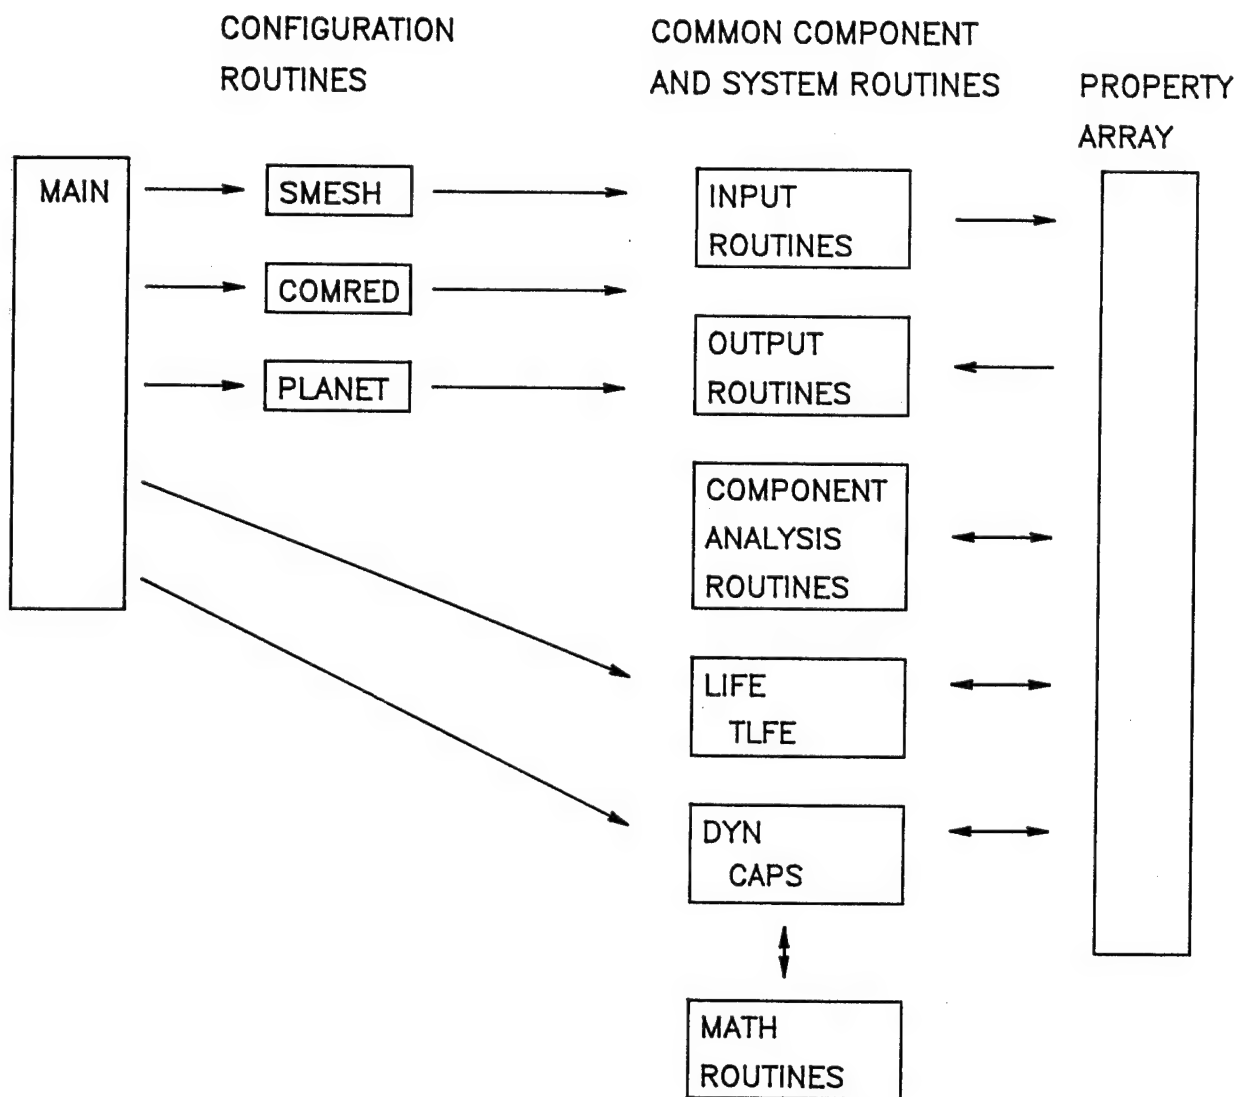 CONFIGURATION
ROUTINES
COMMON COMPONENT
AND SYSTEM ROUTINES
PROPERTY
ARRAY
MAIN
SMESH
COMRED
PLANET
INPUT
ROUTINES
OUTPUT
ROUTINES
COMPONENT
ANALYSIS
ROUTINES
LIFE
TLFE
DYN
CAPS
MATH
ROUTINES